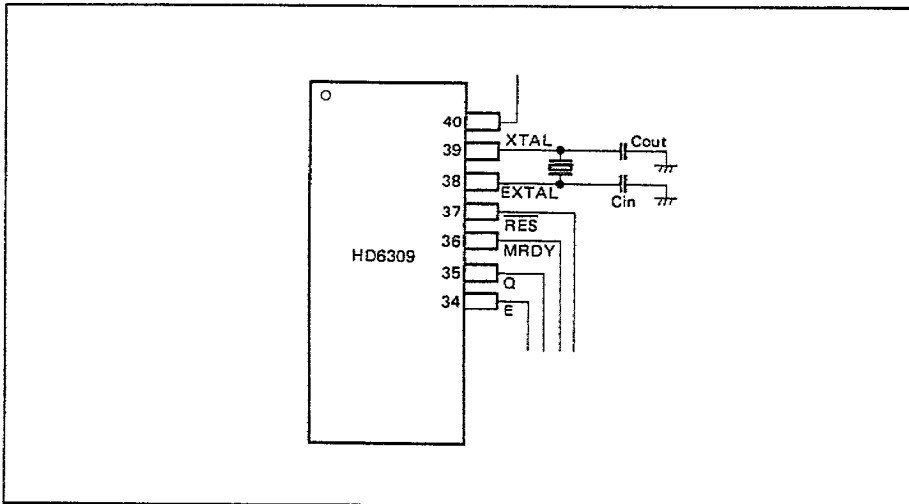 40
39 XTAL Cout
38 EXTAL Cin
37 RES
36 MRDY
HD6309
35 Q
34 E